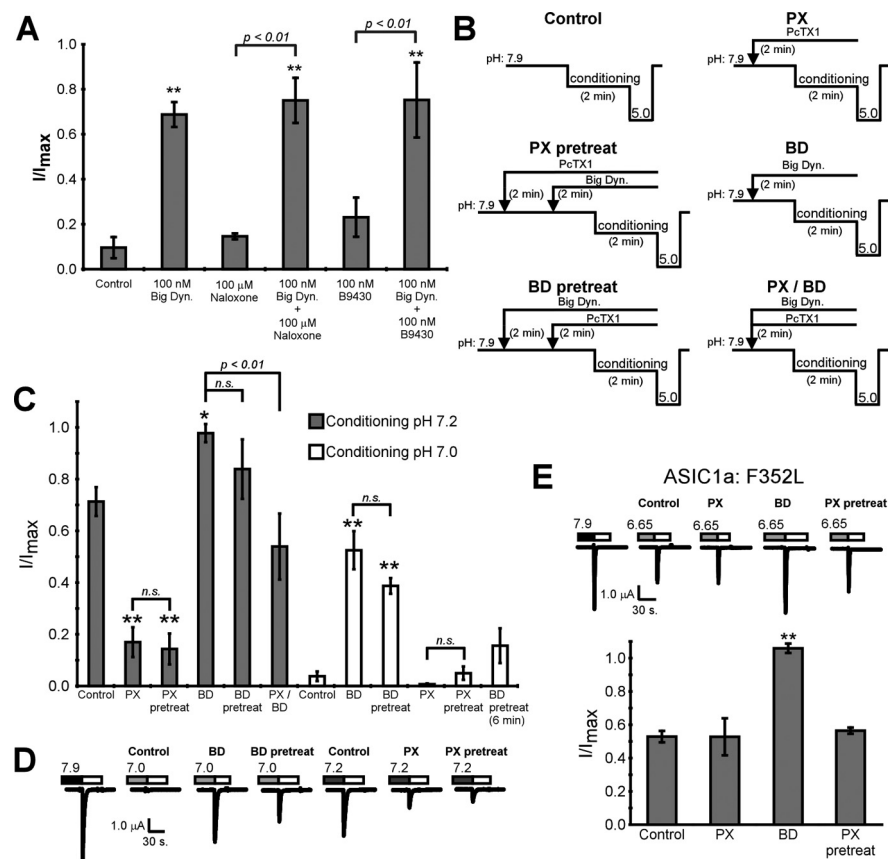 A
p < 0.01
p < 0.01
**
**
**
I/Imax
1.0
0.8
0.6
0.4
0.2
0.0
Control
100 nM
Big Dyn.
100 µM
Naloxone
100 nM
Big Dyn.
+
100 µM
Naloxone
100 nM
B9430
100 nM
Big Dyn.
+
100 nM
B9430
B
Control
pH: 7.9
conditioning
(2 min)
5.0
PX
PcTX1
(2 min)
pH: 7.9
conditioning
(2 min)
5.0
PX pretreat
PcTX1
Big Dyn.
(2 min)
(2 min)
pH: 7.9
conditioning
(2 min)
5.0
BD
Big Dyn.
(2 min)
pH: 7.9
conditioning
(2 min)
5.0
BD pretreat
Big Dyn.
PcTX1
(2 min)
(2 min)
pH: 7.9
conditioning
(2 min)
5.0
PX / BD
Big Dyn.
PcTX1
(2 min)
pH: 7.9
conditioning
(2 min)
5.0
C
p < 0.01
n.s.
*
Conditioning pH 7.2
Conditioning pH 7.0
n.s.
**
**
n.s.
**
**
n.s.
I/Imax
1.0
0.8
0.6
0.4
0.2
0.0
Control
PX
PX
pretreat
BD
BD
pretreat
PX /
BD
Control
BD
BD
pretreat
PX
PX
pretreat
BD
pretreat
(6 min)
D
Control
BD
BD pretreat
Control
PX
PX pretreat
7.9
7.0
7.0
7.0
7.2
7.2
7.2
1.0 µA
30 s.
E
ASIC1a: F352L
Control
PX
BD
PX pretreat
7.9
6.65
6.65
6.65
6.65
1.0 µA
30 s.
**
I/Imax
1.0
0.8
0.6
0.4
0.2
0.0
Control
PX
BD
PX
pretreat